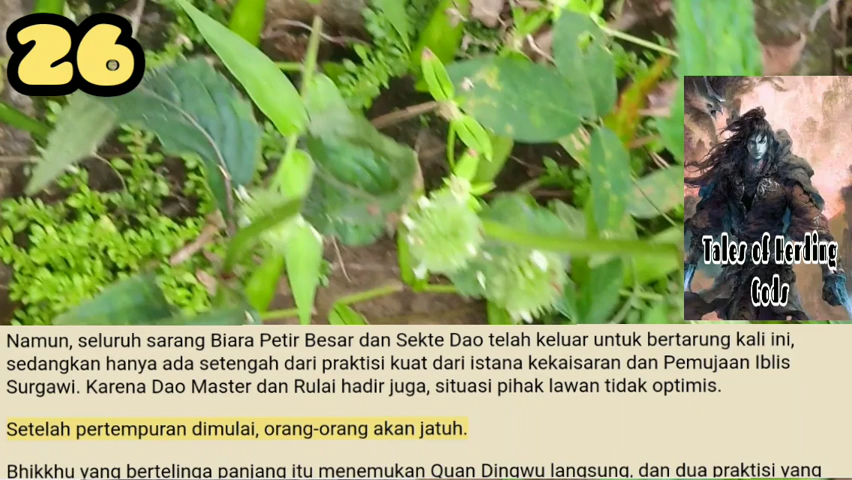 26
Tales of Herding
Gods
Namun, seluruh sarang Biara Petir Besar dan Sekte Dao telah keluar untuk bertarung kali ini,
sedangkan hanya ada setengah dari praktisi kuat dari istana kekaisaran dan Pemujaan Iblis
Surgawi. Karena Dao Master dan Rulai hadir juga, situasi pihak lawan tidak optimis.
Setelah pertempuran dimulai, orang-orang akan jatuh.
Bhikkhu yang bertelinga panjang itu menemukan Quan Dingwu langsung, dan dua praktisi yang